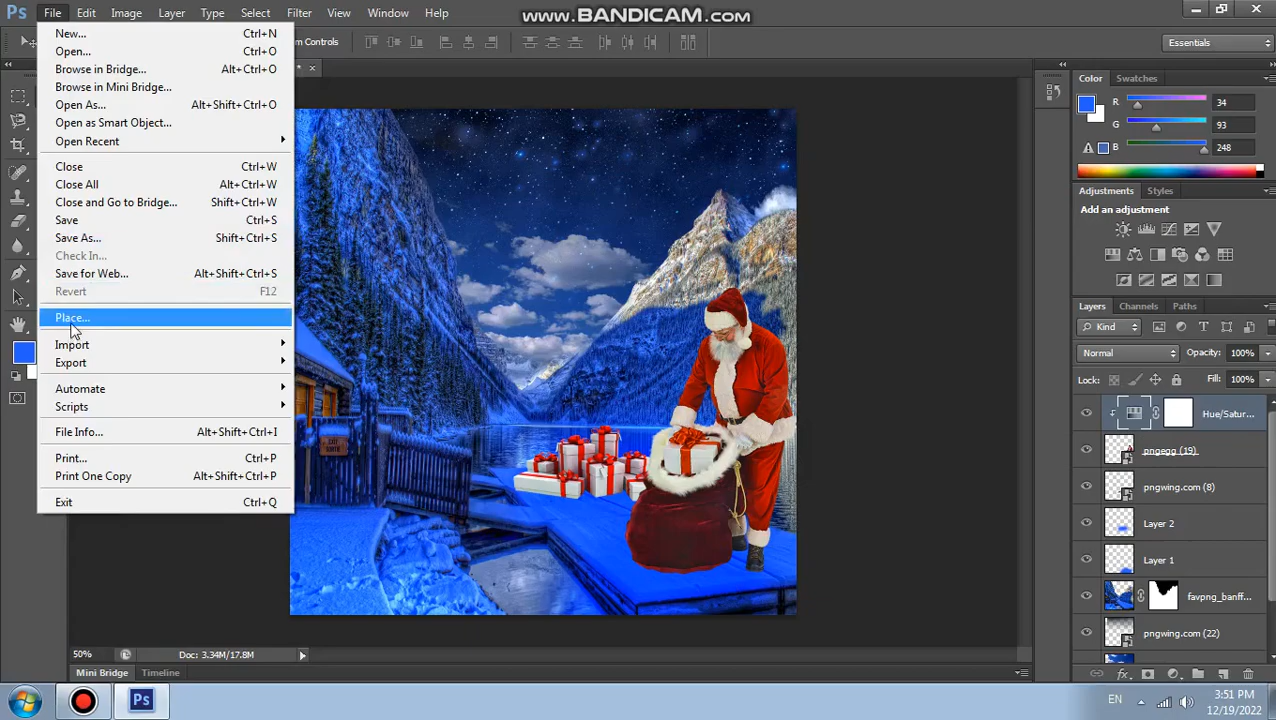 Ps File Edit Image Layer Type Select Filter View Window Help
www.BANDICAM.com
New... Ctrl+N
Open... Ctrl+O
Browse in Bridge... Alt+Ctrl+O
Browse in Mini Bridge...
Open As... Alt+Shift+Ctrl+O
Open as Smart Object...
Open Recent
Close Ctrl+W
Close All Alt+Ctrl+W
Close and Go to Bridge... Shift+Ctrl+W
Save Ctrl+S
Save As... Shift+Ctrl+S
Check In...
Save for Web... Alt+Shift+Ctrl+S
Revert F12
Place...
Import
Export
Automate
Scripts
File Info... Alt+Shift+Ctrl+I
Print... Ctrl+P
Print One Copy Alt+Shift+Ctrl+P
Exit Ctrl+Q
m Controls
Essentials
Color Swatches
R 34
G 93
B 248
Adjustments Styles
Add an adjustment
Layers Channels Paths
Kind
Normal Opacity: 100%
Lock: Fill: 100%
Hue/Satur...
pngegg (19)
pngwing.com (8)
Layer 2
Layer 1
favpng_banff...
pngwing.com (22)
50% Doc: 3.34M/17.8M
Mini Bridge Timeline
Ps
EN
3:51 PM
12/19/2022